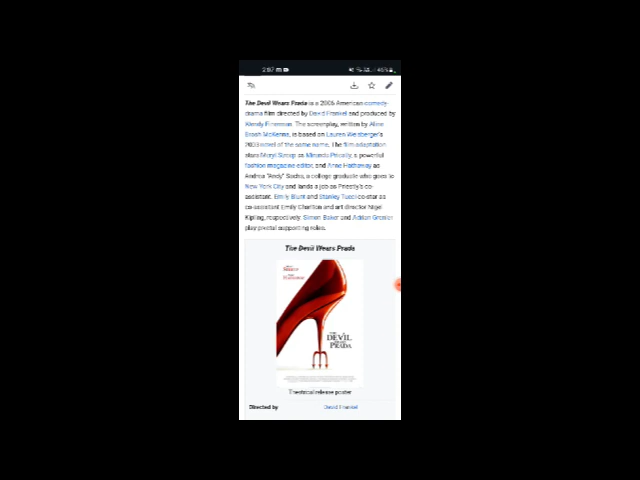 2:07
The Devil Wears Prada is a 2006 American comedy-
drama film directed by David Frankel and produced by
Wendy Finerman. The screenplay, written by Aline
Brosh McKenna, is based on Lauren Weisberger's
2003 novel of the same name. The film adaptation
stars Meryl Streep as Miranda Priestly, a powerful
fashion magazine editor, and Anne Hathaway as
Andrea "Andy" Sachs, a college graduate who goes to
New York City and lands a job as Priestly's co-
assistant. Emily Blunt and Stanley Tucci co-star as
co-assistant Emily Charlton and art director Nigel
Kipling, respectively. Simon Baker and Adrian Grenier
play pivotal supporting roles.
The Devil Wears Prada
THE
DEVIL
WEARS
PRADA
Theatrical release poster
Directed by David Frankel